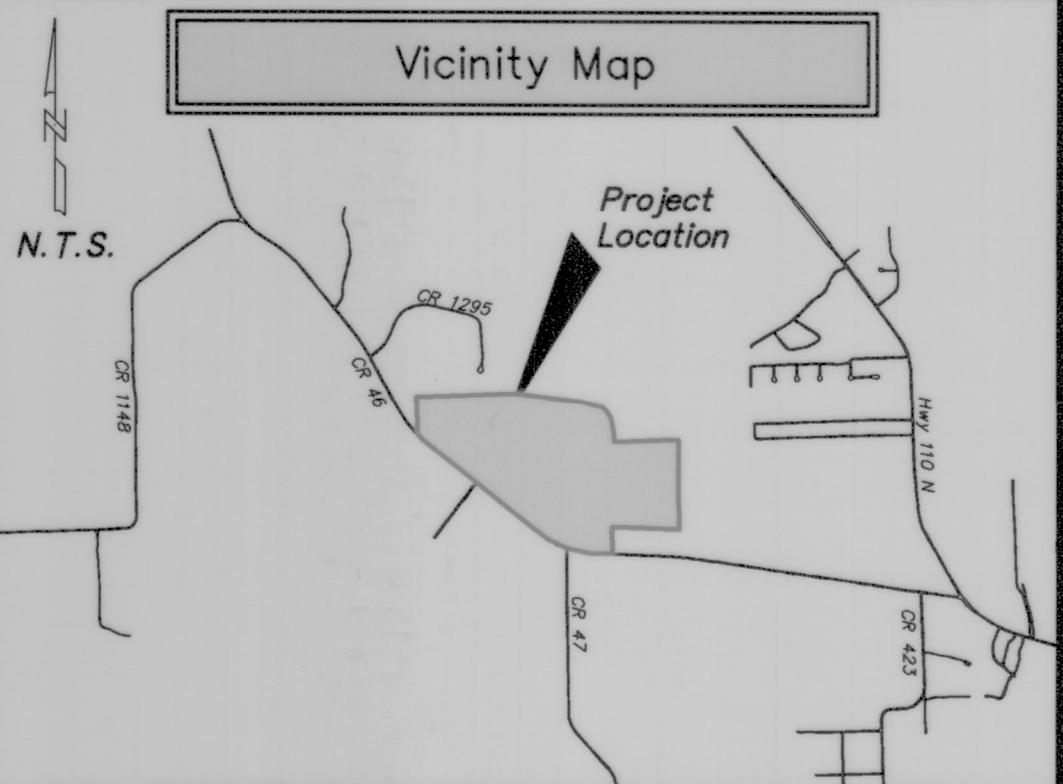 Vicinity Map
N.T.S.
Project
Location
CR 1295
CR 46
CR 1148
Hwy 110 N
CR 47
CR 423